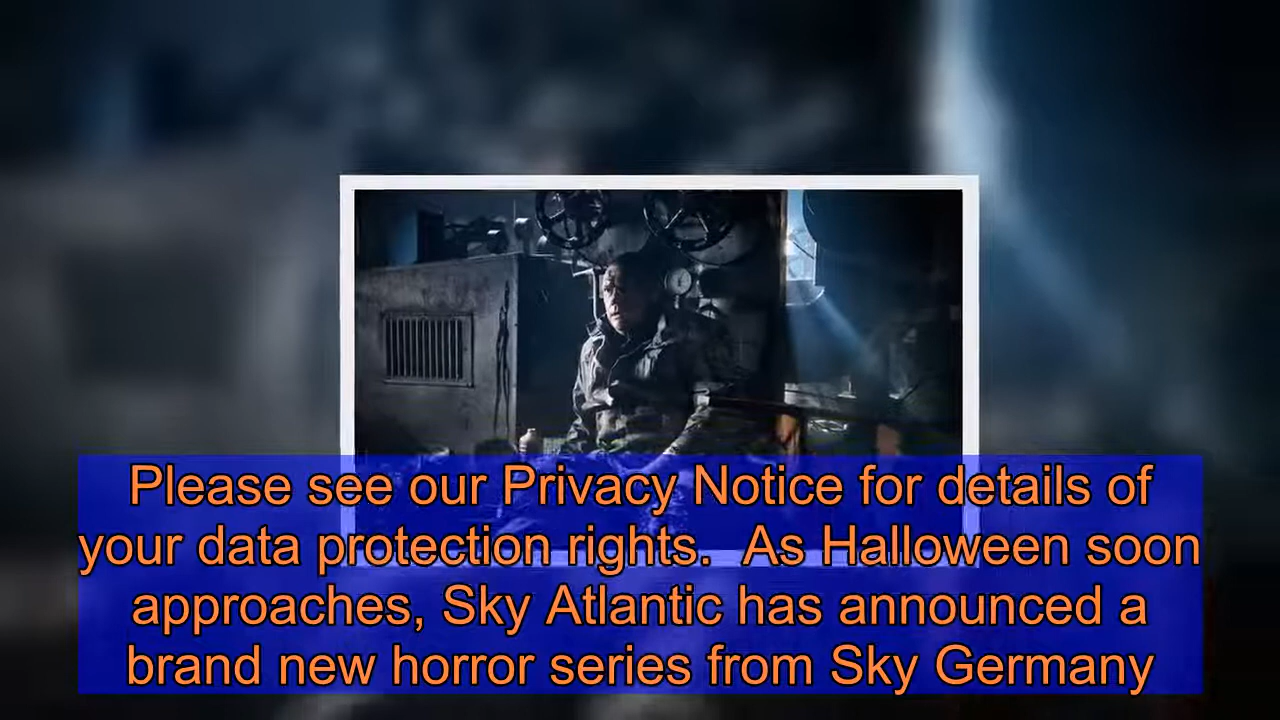 Please see our Privacy Notice for details of
your data protection rights.  As Halloween soon
approaches, Sky Atlantic has announced a
brand new horror series from Sky Germany